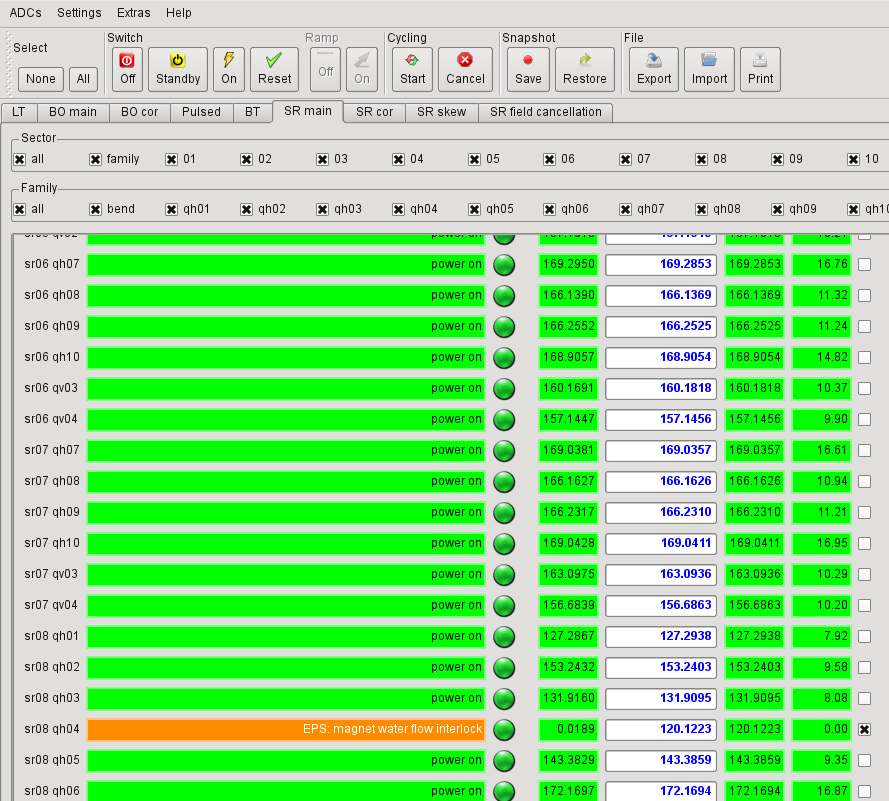 ADCs Settings Extras Help
Select Switch Ramp Cycling Snapshot File
None All Off Standby On Reset Off On Start Cancel Save Restore Export Import Print
LT BO main BO cor Pulsed BT SR main SR cor SR skew SR field cancellation
Sector
all family 01 02 03 04 05 06 07 08 09 10
Family
all bend qh01 qh02 qh03 qh04 qh05 qh06 qh07 qh08 qh09 qh10
power on
sr06 qh07 power on 169.2950 169.2853 169.2853 16.76
sr06 qh08 power on 166.1390 166.1369 166.1369 11.32
sr06 qh09 power on 166.2552 166.2525 166.2525 11.24
sr06 qh10 power on 168.9057 168.9054 168.9054 14.82
sr06 qv03 power on 160.1691 160.1818 160.1818 10.37
sr06 qv04 power on 157.1447 157.1456 157.1456 9.90
sr07 qh07 power on 169.0381 169.0357 169.0357 16.61
sr07 qh08 power on 166.1627 166.1626 166.1626 10.94
sr07 qh09 power on 166.2317 166.2310 166.2310 11.21
sr07 qh10 power on 169.0428 169.0411 169.0411 16.95
sr07 qv03 power on 163.0975 163.0936 163.0936 10.29
sr07 qv04 power on 156.6839 156.6863 156.6863 10.20
sr08 qh01 power on 127.2867 127.2938 127.2938 7.92
sr08 qh02 power on 153.2432 153.2403 153.2403 9.58
sr08 qh03 power on 131.9160 131.9095 131.9095 8.08
sr08 qh04 EPS: magnet water flow interlock 0.0189 120.1223 120.1223 0.00
sr08 qh05 power on 143.3829 143.3859 143.3859 9.35
sr08 qh06 power on 172.1697 172.1694 172.1694 16.87